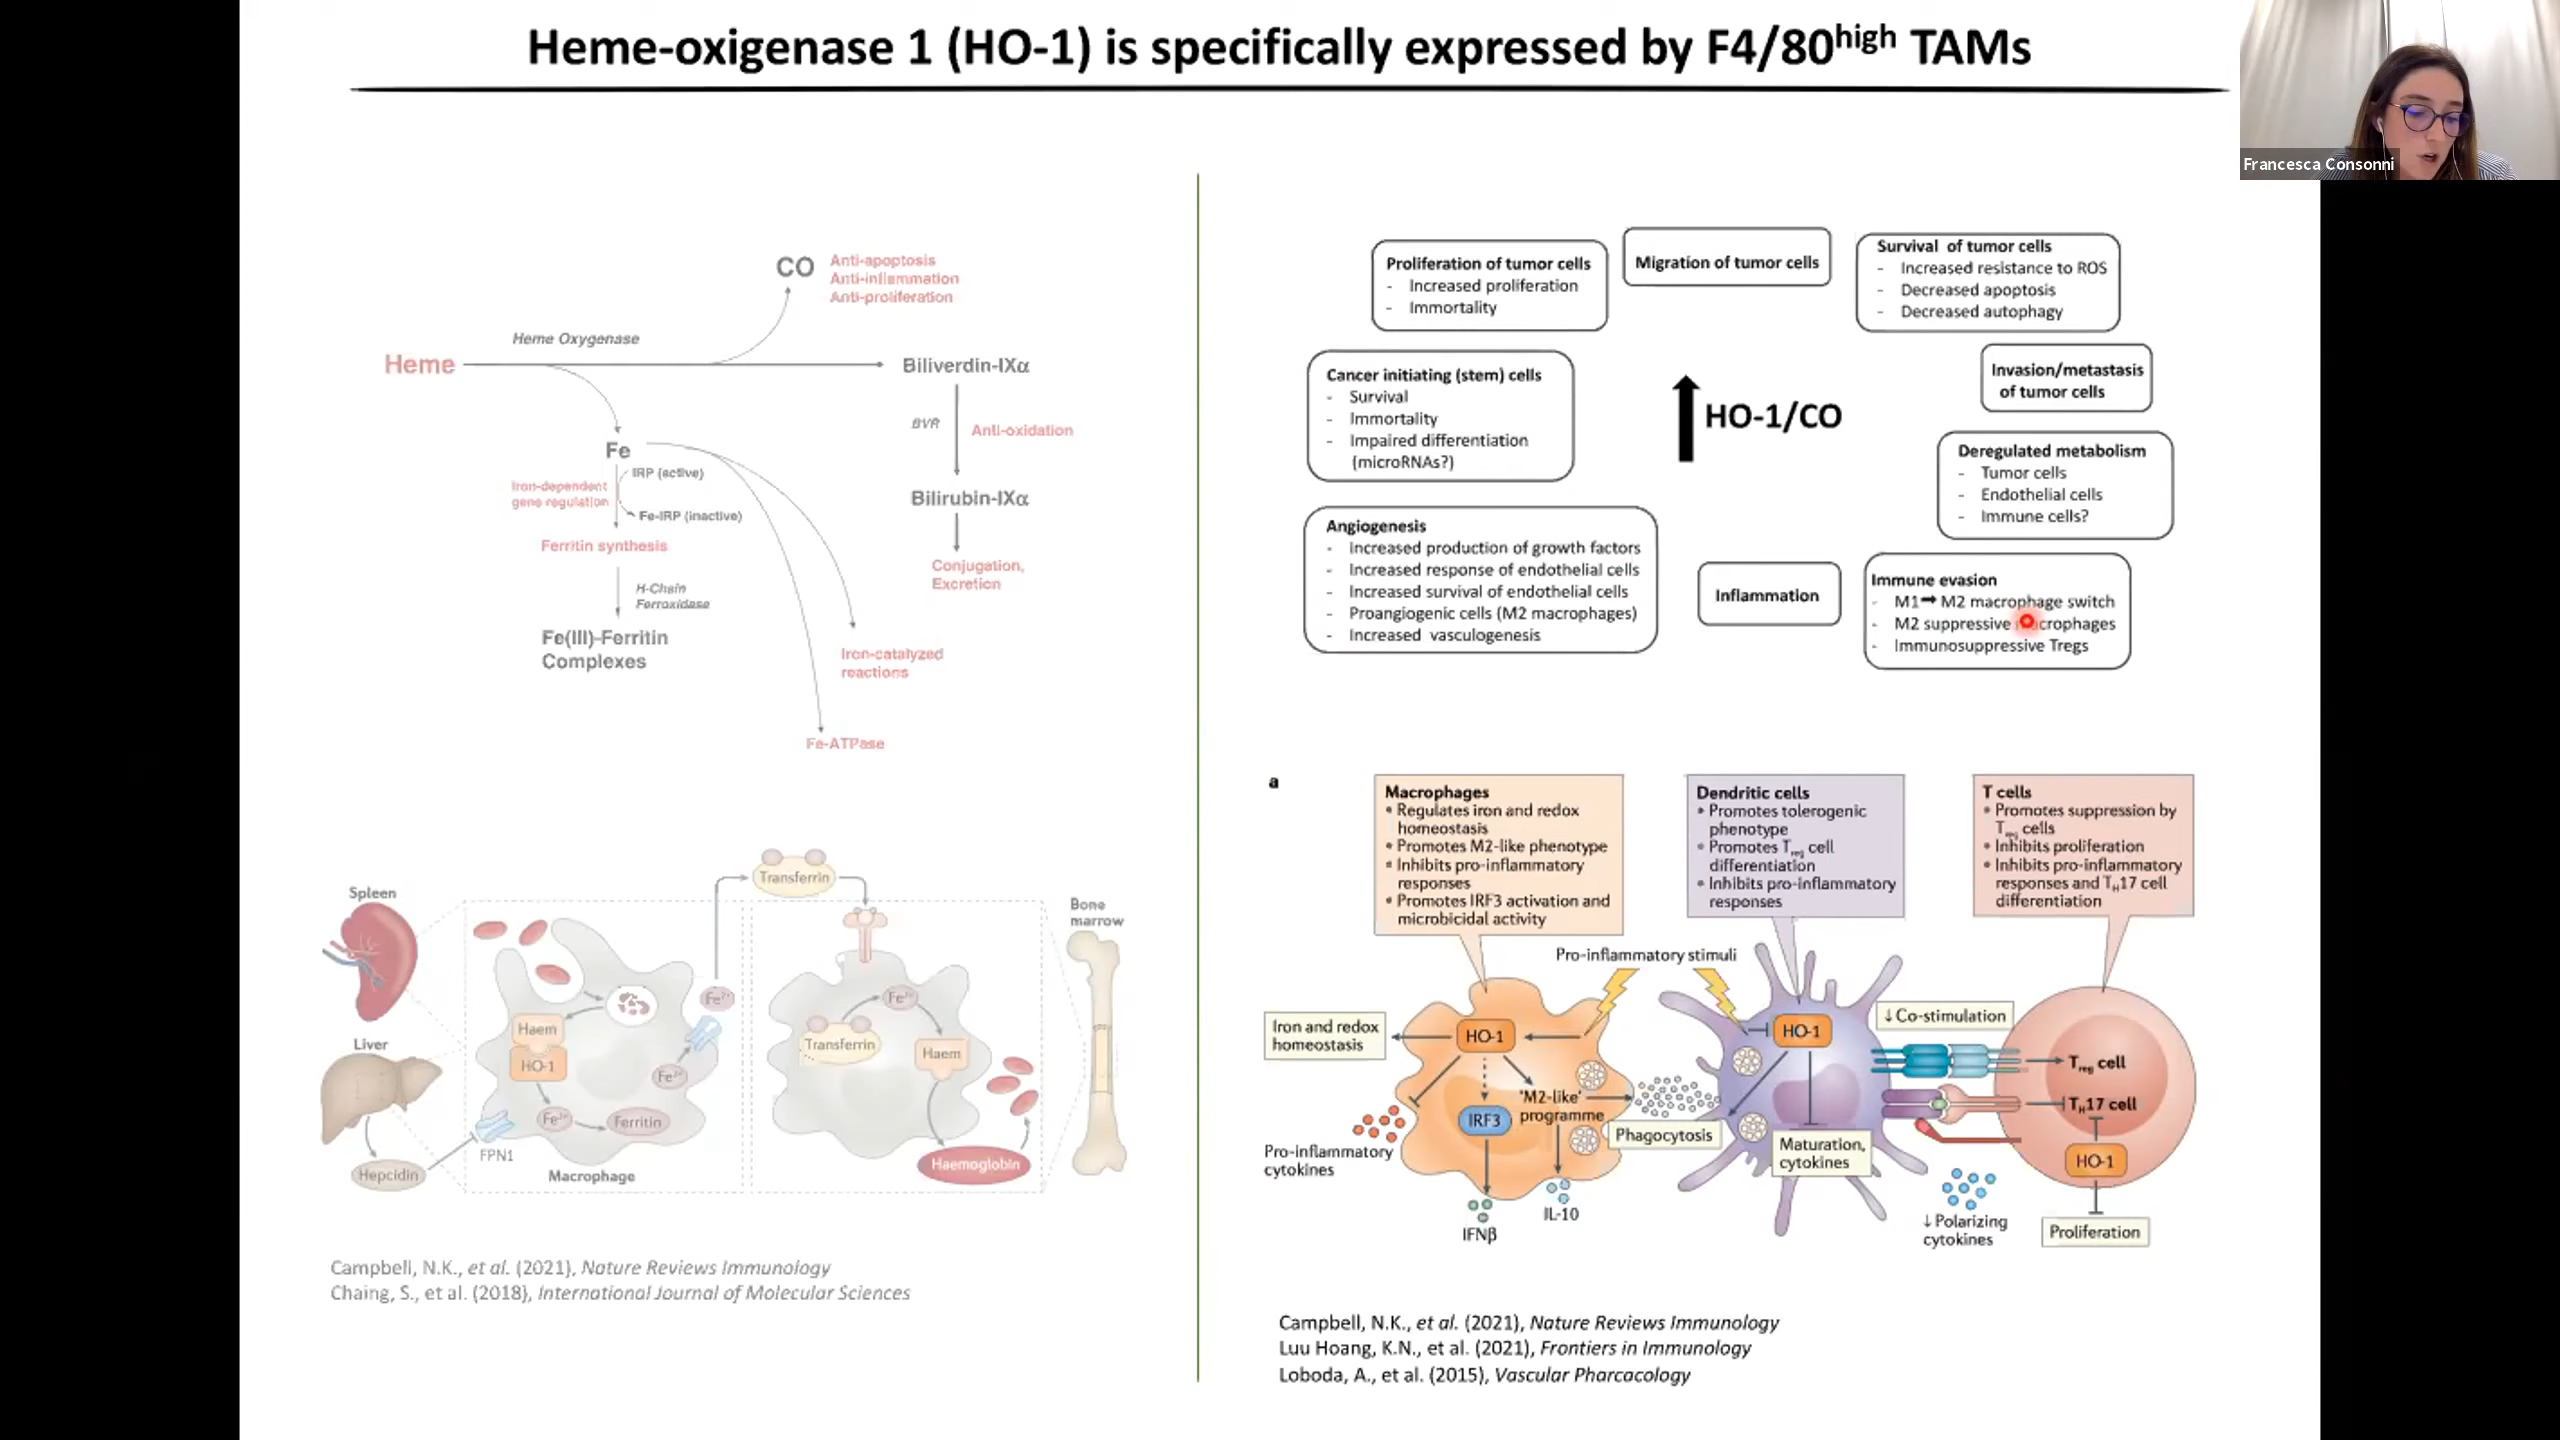 Heme-oxigenase 1 (HO-1) is specifically expressed by F4/80high TAMs
Francesca Consonni
CO
Anti-apoptosis
Anti-inflammation
Anti-proliferation
Heme Oxygenase
Heme
Biliverdin-IXα
BVR
Anti-oxidation
Fe
IRP (active)
Iron-dependent
gene regulation
Fe-IRP (inactive)
Bilirubin-IXα
Ferritin synthesis
Conjugation,
Excretion
H-Chain
Ferroxidase
Fe(III)-Ferritin
Complexes
Iron-catalyzed
reactions
Fe-ATPase
Spleen
Liver
Hepcidin
FPN1
Haem
HO-1
Fe2+
Ferritin
Fe2+
Fe2+
Macrophage
Transferrin
Fe2+
Transferrin
Haem
Haemoglobin
Bone
marrow
Campbell, N.K., et al. (2021), Nature Reviews Immunology
Chaing, S., et al. (2018), International Journal of Molecular Sciences
Proliferation of tumor cells
- Increased proliferation
- Immortality
Migration of tumor cells
Survival of tumor cells
- Increased resistance to ROS
- Decreased apoptosis
- Decreased autophagy
Cancer initiating (stem) cells
- Survival
- Immortality
- Impaired differentiation
(microRNAs?)
HO-1/CO
Invasion/metastasis
of tumor cells
Deregulated metabolism
- Tumor cells
- Endothelial cells
- Immune cells?
Angiogenesis
- Increased production of growth factors
- Increased response of endothelial cells
- Increased survival of endothelial cells
- Proangiogenic cells (M2 macrophages)
- Increased vasculogenesis
Inflammation
Immune evasion
- M1➡ M2 macrophage switch
- M2 suppressive macrophages
- Immunosuppressive Tregs
a
Macrophages
• Regulates iron and redox
homeostasis
• Promotes M2-like phenotype
• Inhibits pro-inflammatory
responses
• Promotes IRF3 activation and
microbicidal activity
Dendritic cells
• Promotes tolerogenic
phenotype
• Promotes Treg cell
differentiation
• Inhibits pro-inflammatory
responses
T cells
• Promotes suppression by
Treg cells
• Inhibits proliferation
• Inhibits pro-inflammatory
responses and TH17 cell
differentiation
Pro-inflammatory stimuli
Iron and redox
homeostasis
HO-1
IRF3
'M2-like'
programme
Pro-inflammatory
cytokines
IFNβ
IL-10
Phagocytosis
HO-1
Maturation,
cytokines
↓ Co-stimulation
Treg cell
TH17 cell
HO-1
↓ Polarizing
cytokines
Proliferation
Campbell, N.K., et al. (2021), Nature Reviews Immunology
Luu Hoang, K.N., et al. (2021), Frontiers in Immunology
Loboda, A., et al. (2015), Vascular Pharcacology